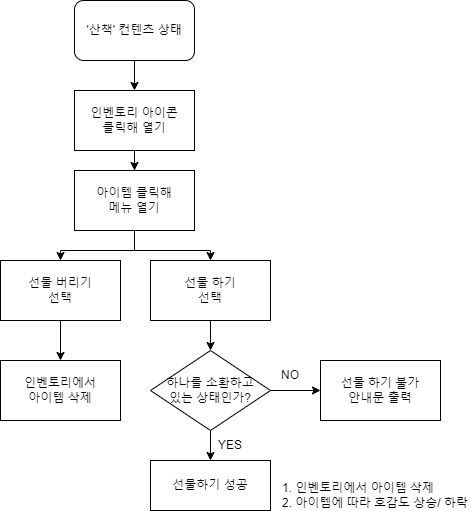 '산책' 컨텐츠 상태
인벤토리 아이콘
클릭해 열기
아이템 클릭해
메뉴 열기
선물 버리기
선택
선물 하기
선택
인벤토리에서
아이템 삭제
하나를 소환하고
있는 상태인가?
NO
선물 하기 불가
안내문 출력
YES
선물하기 성공
1. 인벤토리에서 아이템 삭제
2. 아이템에 따라 호감도 상승/ 하락